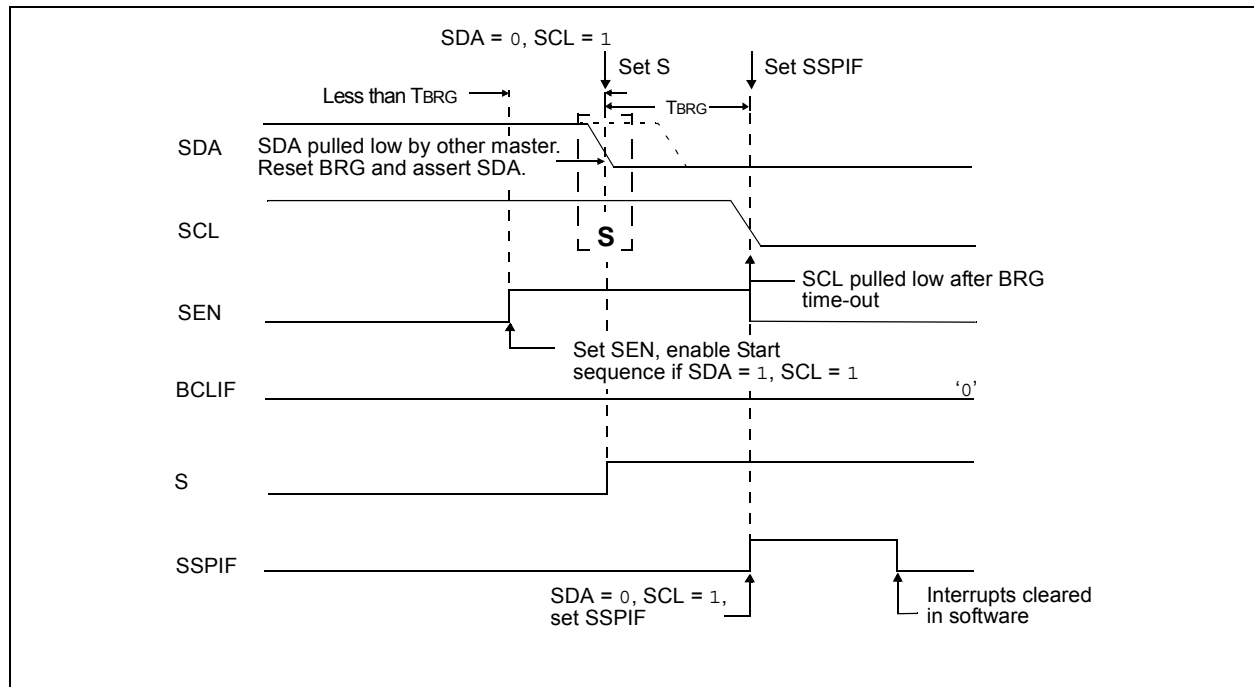 SDA = 0, SCL = 1
Set S
Set SSPIF
Less than TBRG
TBRG
SDA
SDA pulled low by other master.
Reset BRG and assert SDA.
SCL
S
SEN
SCL pulled low after BRG
time-out
Set SEN, enable Start
sequence if SDA = 1, SCL = 1
BCLIF
‘0’
S
SSPIF
SDA = 0, SCL = 1,
set SSPIF
Interrupts cleared
in software